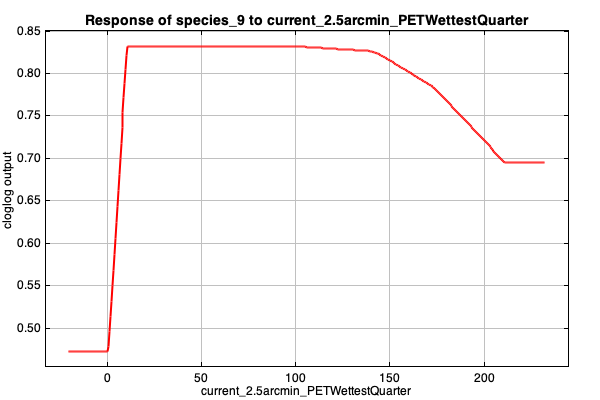 Response of species_9 to current_2.5arcmin_PETWettestQuarter
0.85
0.80
0.75
0.70
0.65
0.60
0.55
0.50
cloglog output
0 50 100 150 200
current_2.5arcmin_PETWettestQuarter